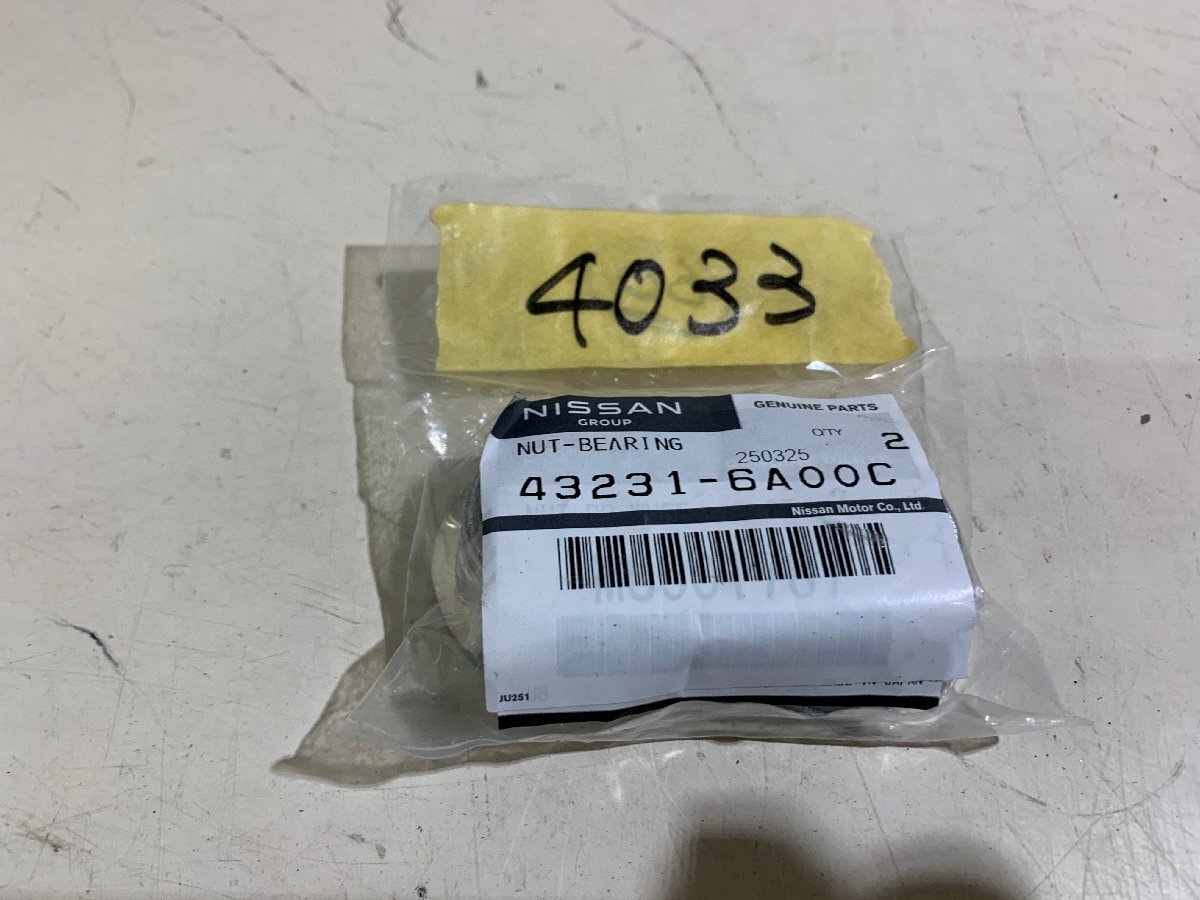 4033
NISSAN
GROUP
GENUINE PARTS
NUT-BEARING
QTY 2
250325
43231-6A00C
Nissan Motor Co., Ltd.
JU251